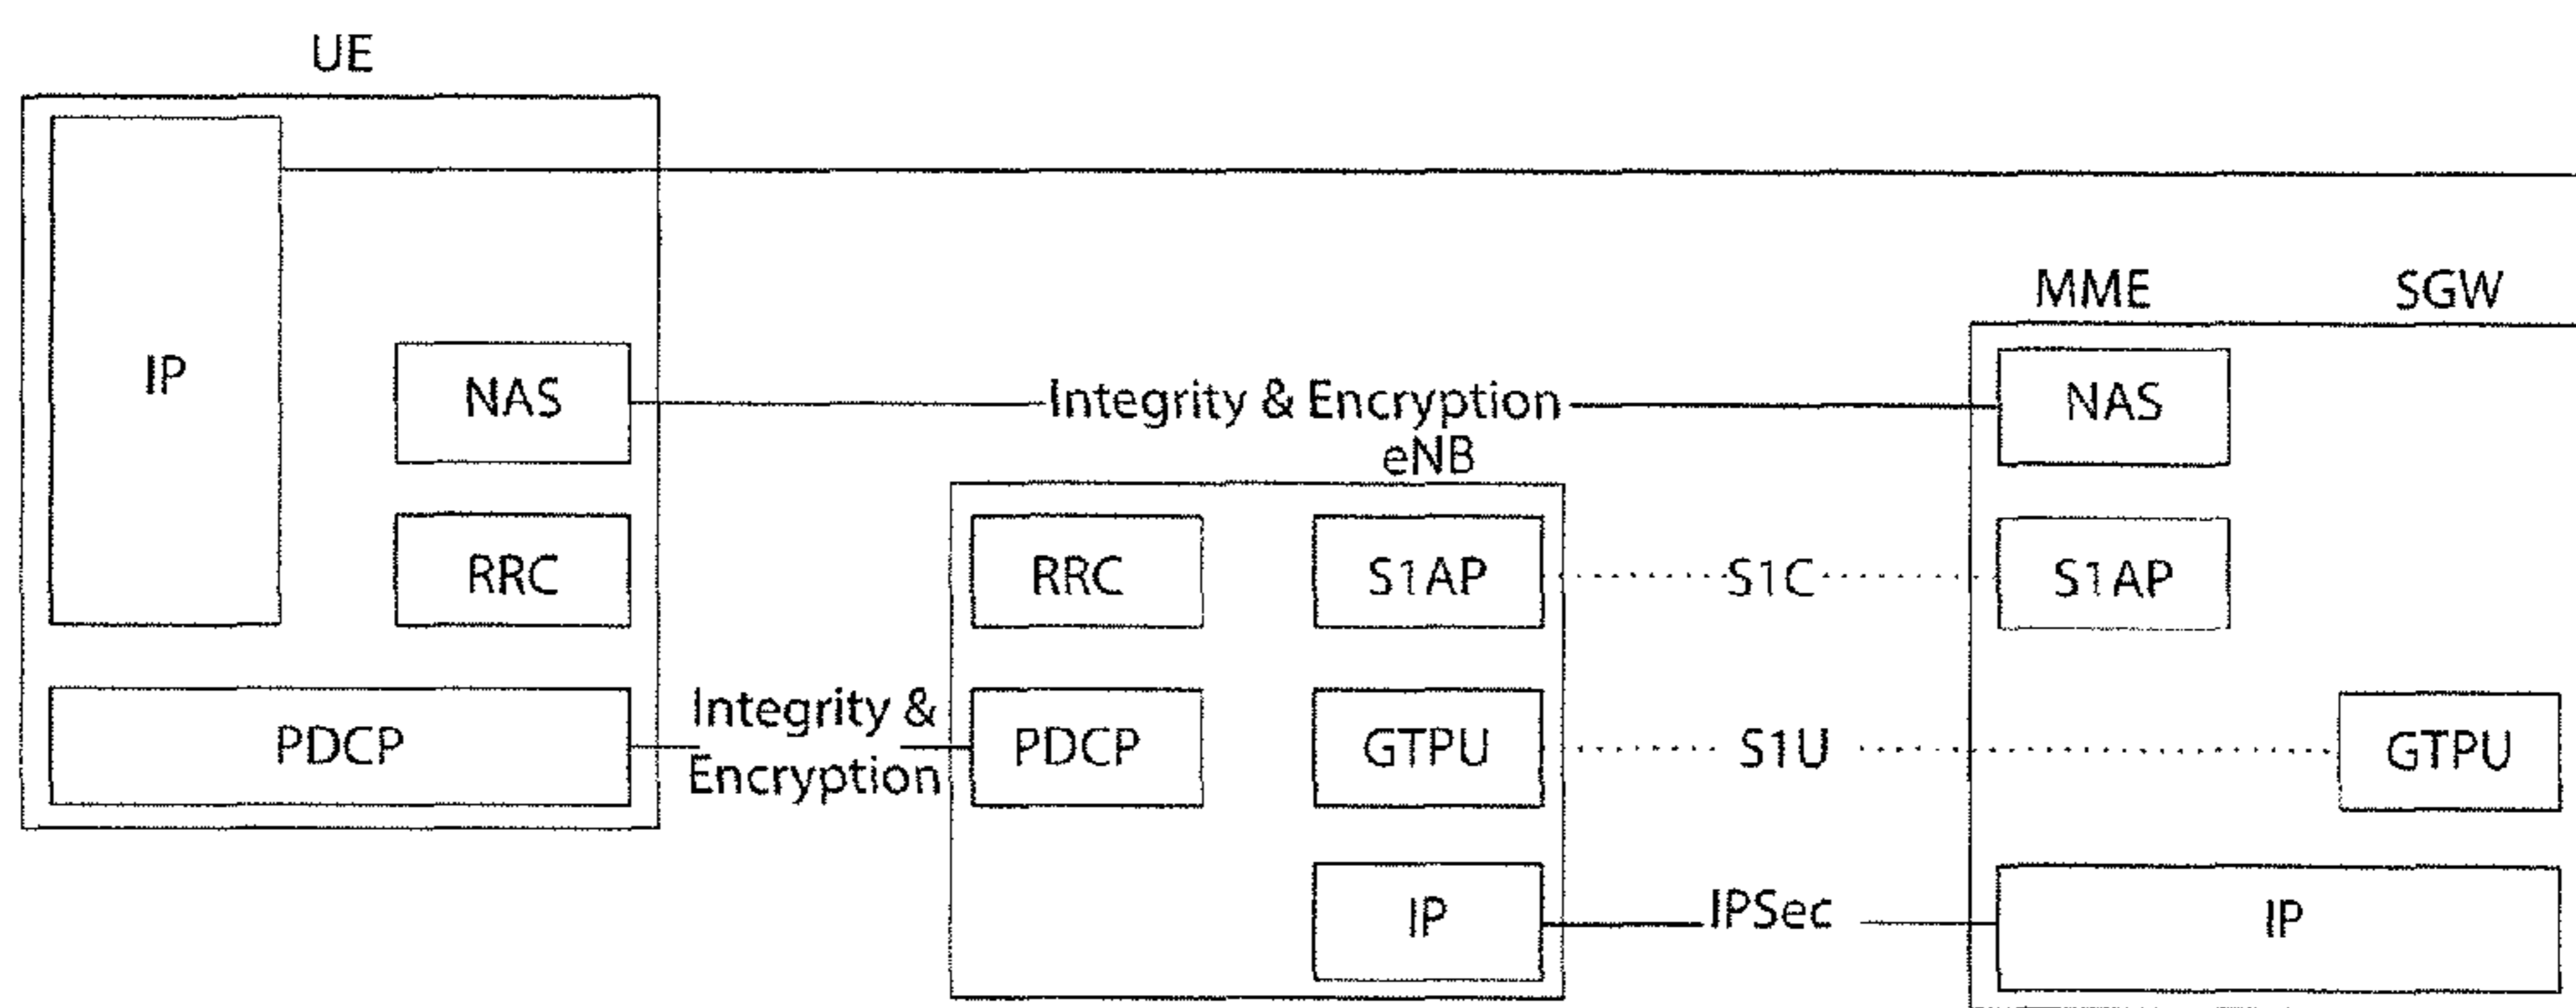 UE
MME SGW
IP
NAS Integrity & Encryption NAS
eNB
RRC RRC S1AP S1C S1AP
Integrity &
Encryption
PDCP PDCP GTPU S1U GTPU
IP IPSec IP